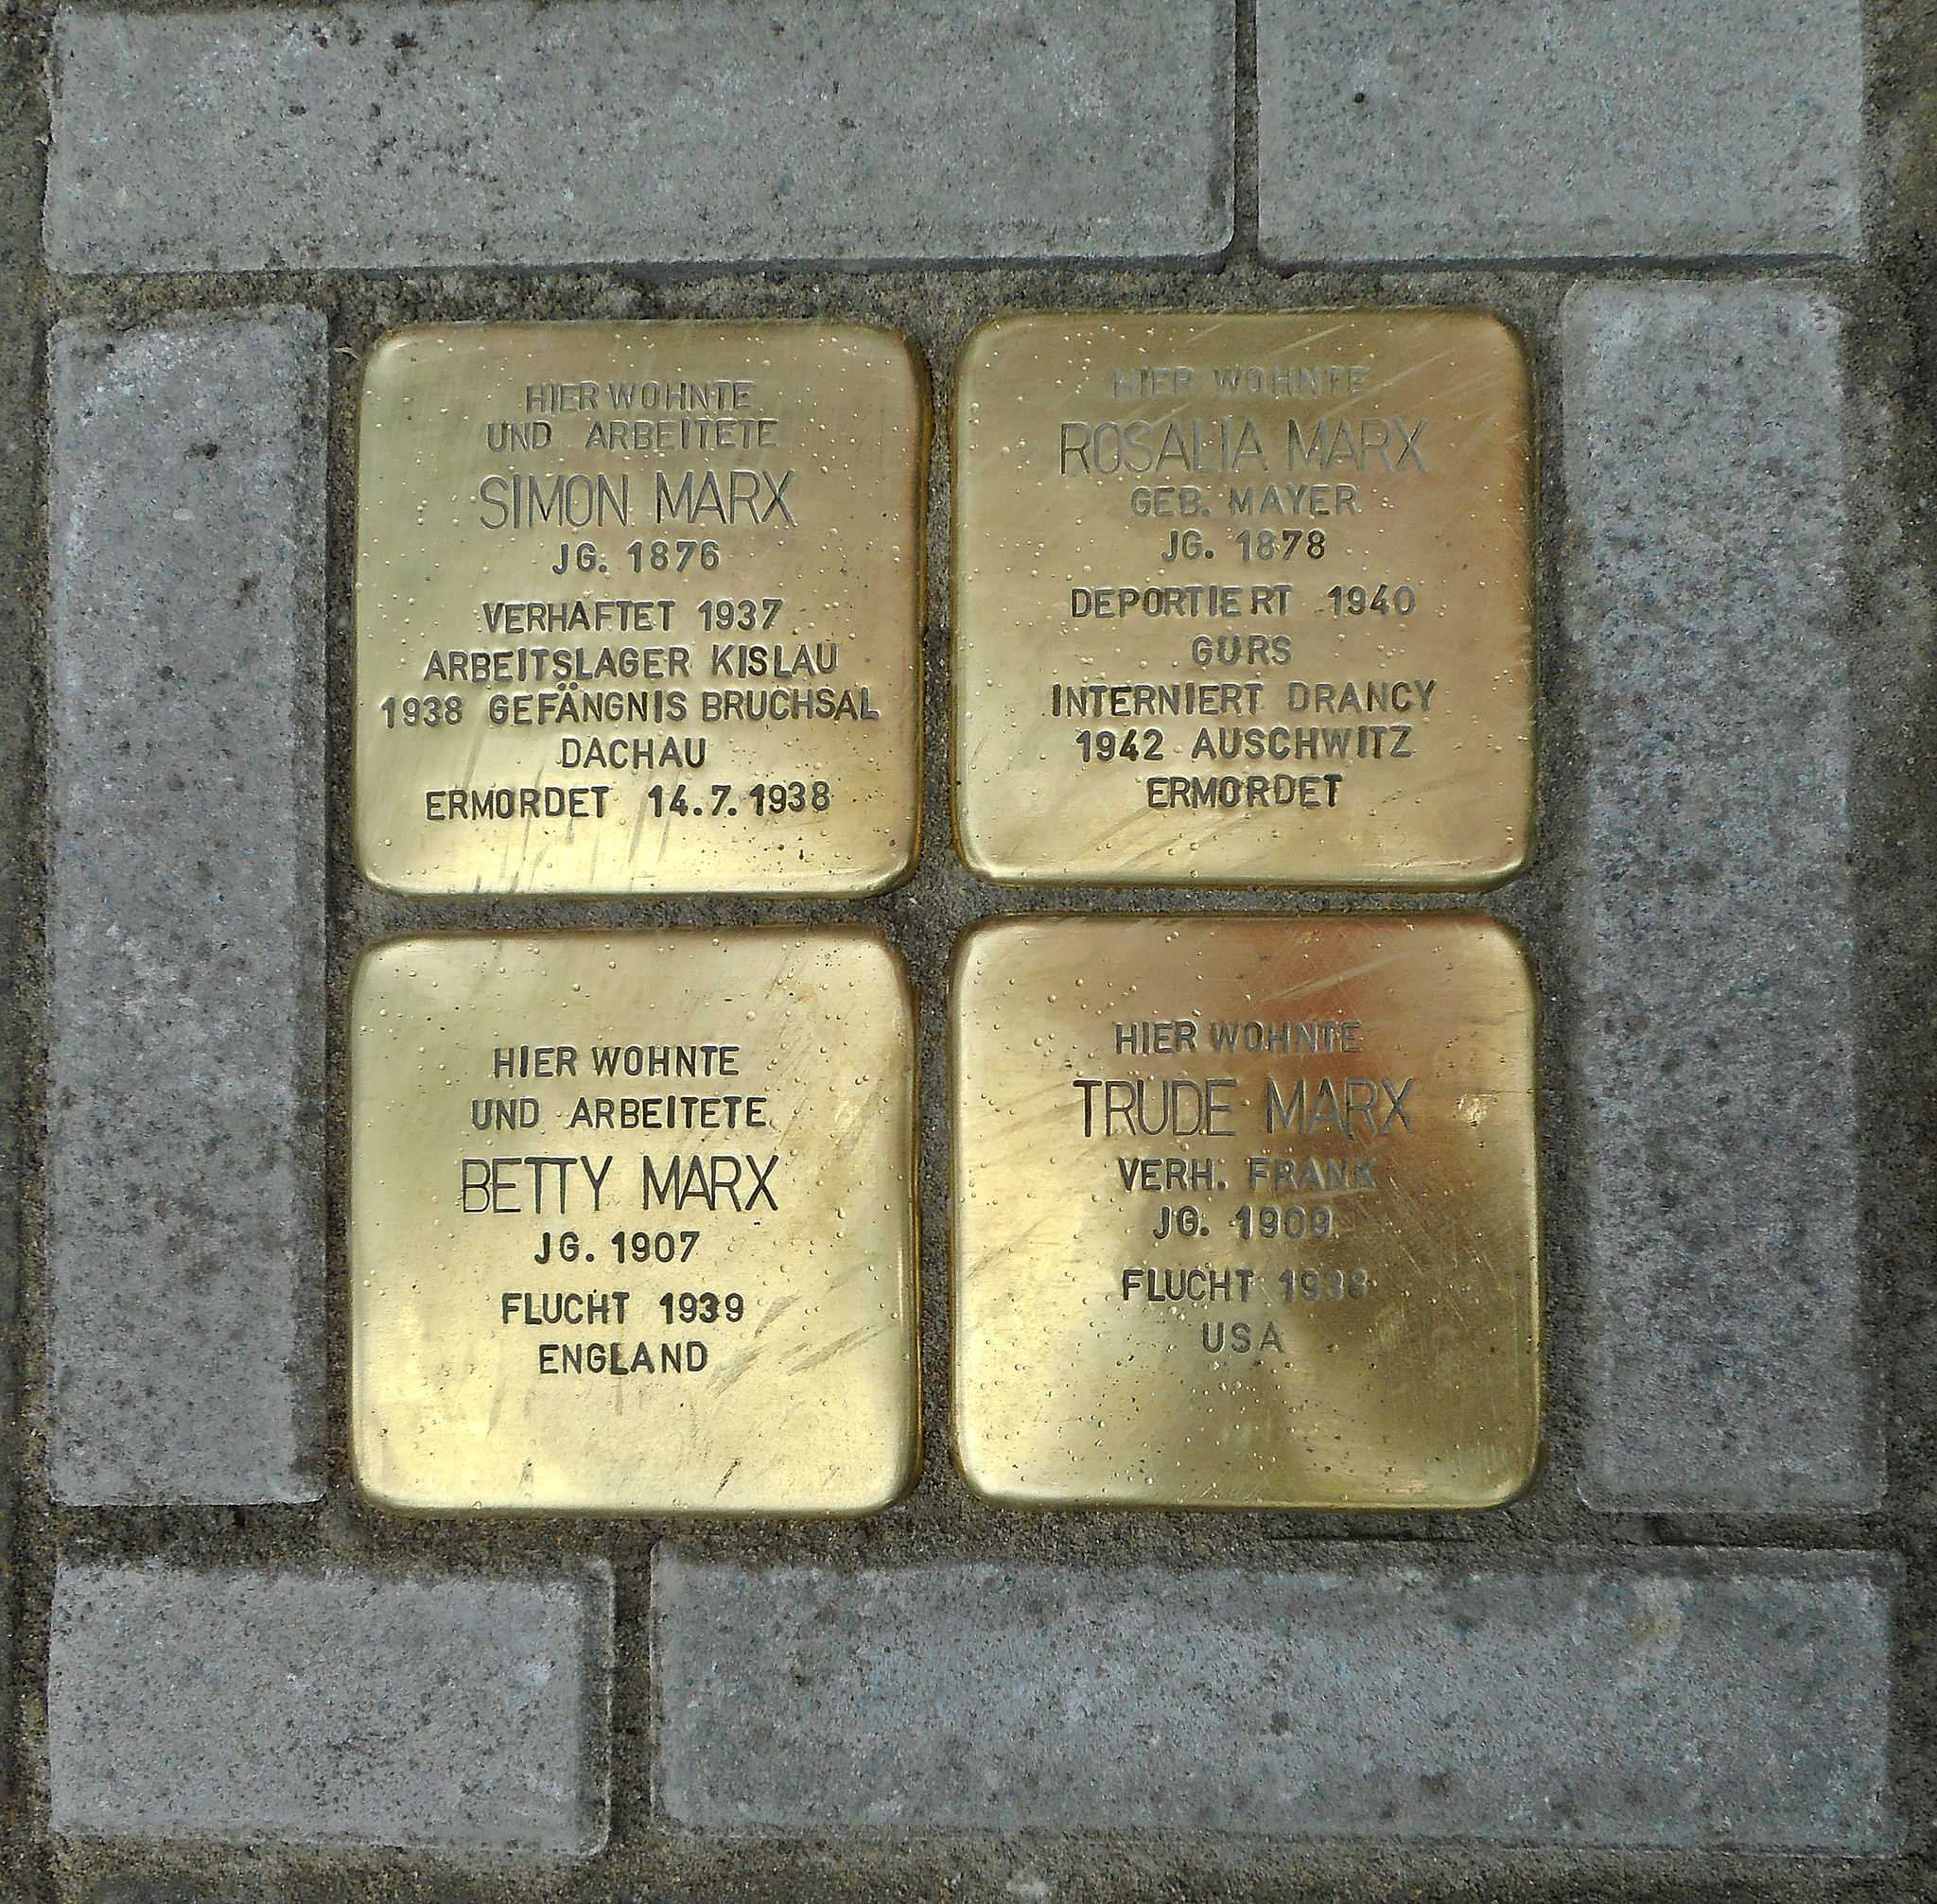 HIER WOHNTE
UND ARBEITETE
SIMON MARX
JG. 1876
VERHAFTET 1937
ARBEITSLAGER KISLAU
1938 GEFÄNGNIS BRUCHSAL
DACHAU
ERMORDET 14.7.1938
HIER WOHNTE
ROSALIA MARX
GEB. MAYER
JG. 1878
DEPORTIERT 1940
GURS
INTERNIERT DRANCY
1942 AUSCHWITZ
ERMORDET
HIER WOHNTE
UND ARBEITETE
BETTY MARX
JG. 1907
FLUCHT 1939
ENGLAND
HIER WOHNTE
TRUDE MARX
VERH. FRANK
JG. 1909
FLUCHT 1938
USA